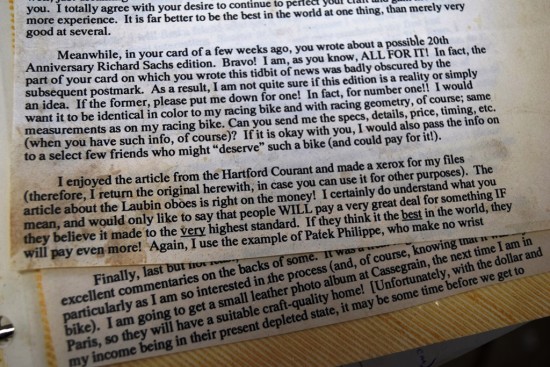 you. I totally agree with your desire to continue to perfect your craft and
more experience. It is far better to be the best in the world at one thing, than merely very
good at several.
Meanwhile, in your card of a few weeks ago, you wrote about a possible 20th
Anniversary Richard Sachs edition. Bravo! I am, as you know, ALL FOR IT! In fact, the
part of your card on which you wrote this tidbit of news was badly obscured by the
subsequent postmark. As a result, I am not quite sure if this edition is a reality or simply
an idea. If the former, please put me down for one! In fact, for number one!! I would
want it to be identical in color to my racing bike and with racing geometry, of course; same
measurements as on my racing bike. Can you send me the specs, details, price, timing, etc.
(when you have such info, of course)? If it is okay with you, I would also pass the info on
to a select few friends who might "deserve" such a bike (and could pay for it!).
I enjoyed the article from the Hartford Courant and made a xerox for my files
(therefore, I return the original herewith, in case you can use it for other purposes). The
article about the Laubin oboes is right on the money! I certainly do understand what you
mean, and would only like to say that people WILL pay a very great deal for something IF
they believe it made to the very highest standard. If they think it the best in the world, they
will pay even more! Again, I use the example of Patek Philippe, who make no wrist
Finally, last but not
excellent commentaries on the backs of some. It was a
particularly as I am so interested in the process (and, of course, knowing that it
bike). I am going to get a small leather photo album at Cassegrain, the next time I am in
Paris, so they will have a suitable craft-quality home! [Unfortunately, with the dollar and
my income being in their present depleted state, it may be some time before we get to